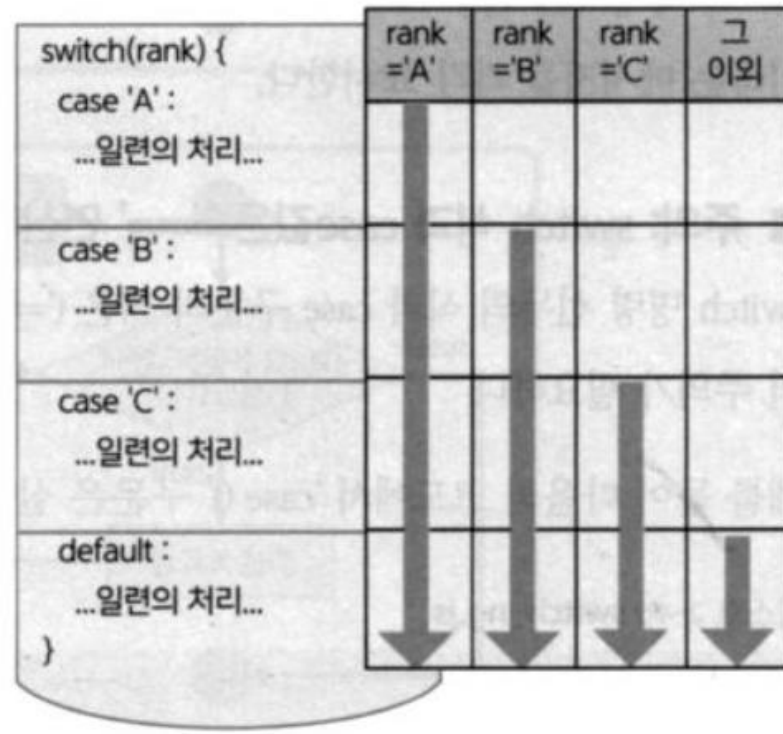 switch(rank) {
case 'A' :
...일련의 처리...
case 'B' :
...일련의 처리...
case 'C' :
...일련의 처리...
default :
...일련의 처리...
}
rank
='A'
rank
='B'
rank
='C'
그
이외